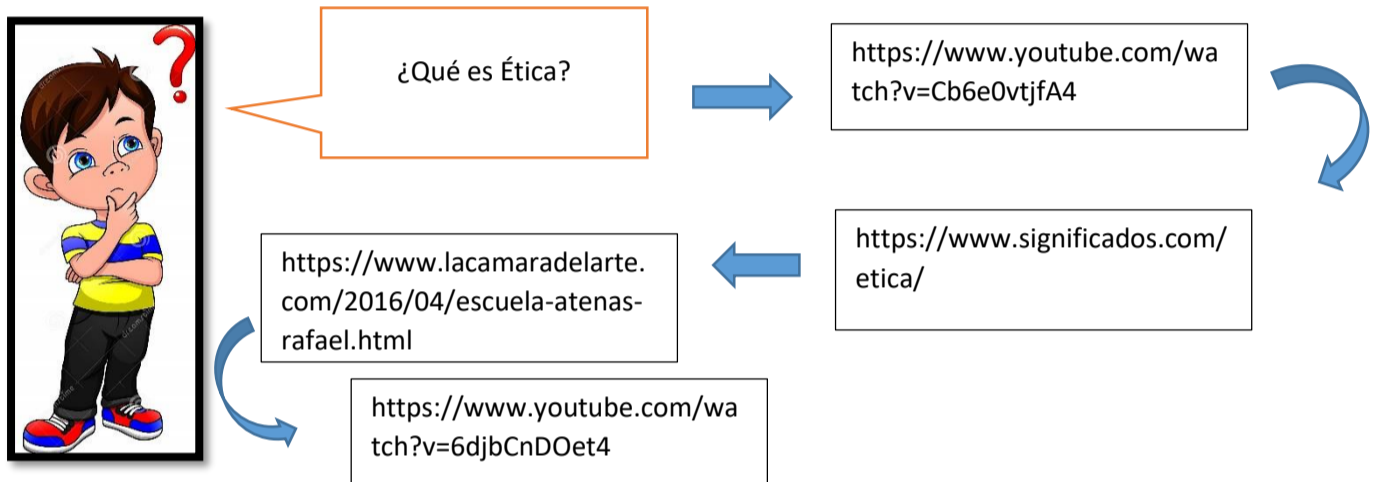 ¿Qué es Ética?
https://www.youtube.com/wa
tch?v=Cb6e0vtjfA4
https://www.significados.com/
etica/
https://www.lacamaradelarte.
com/2016/04/escuela-atenas-
rafael.html
https://www.youtube.com/wa
tch?v=6djbCnDOet4